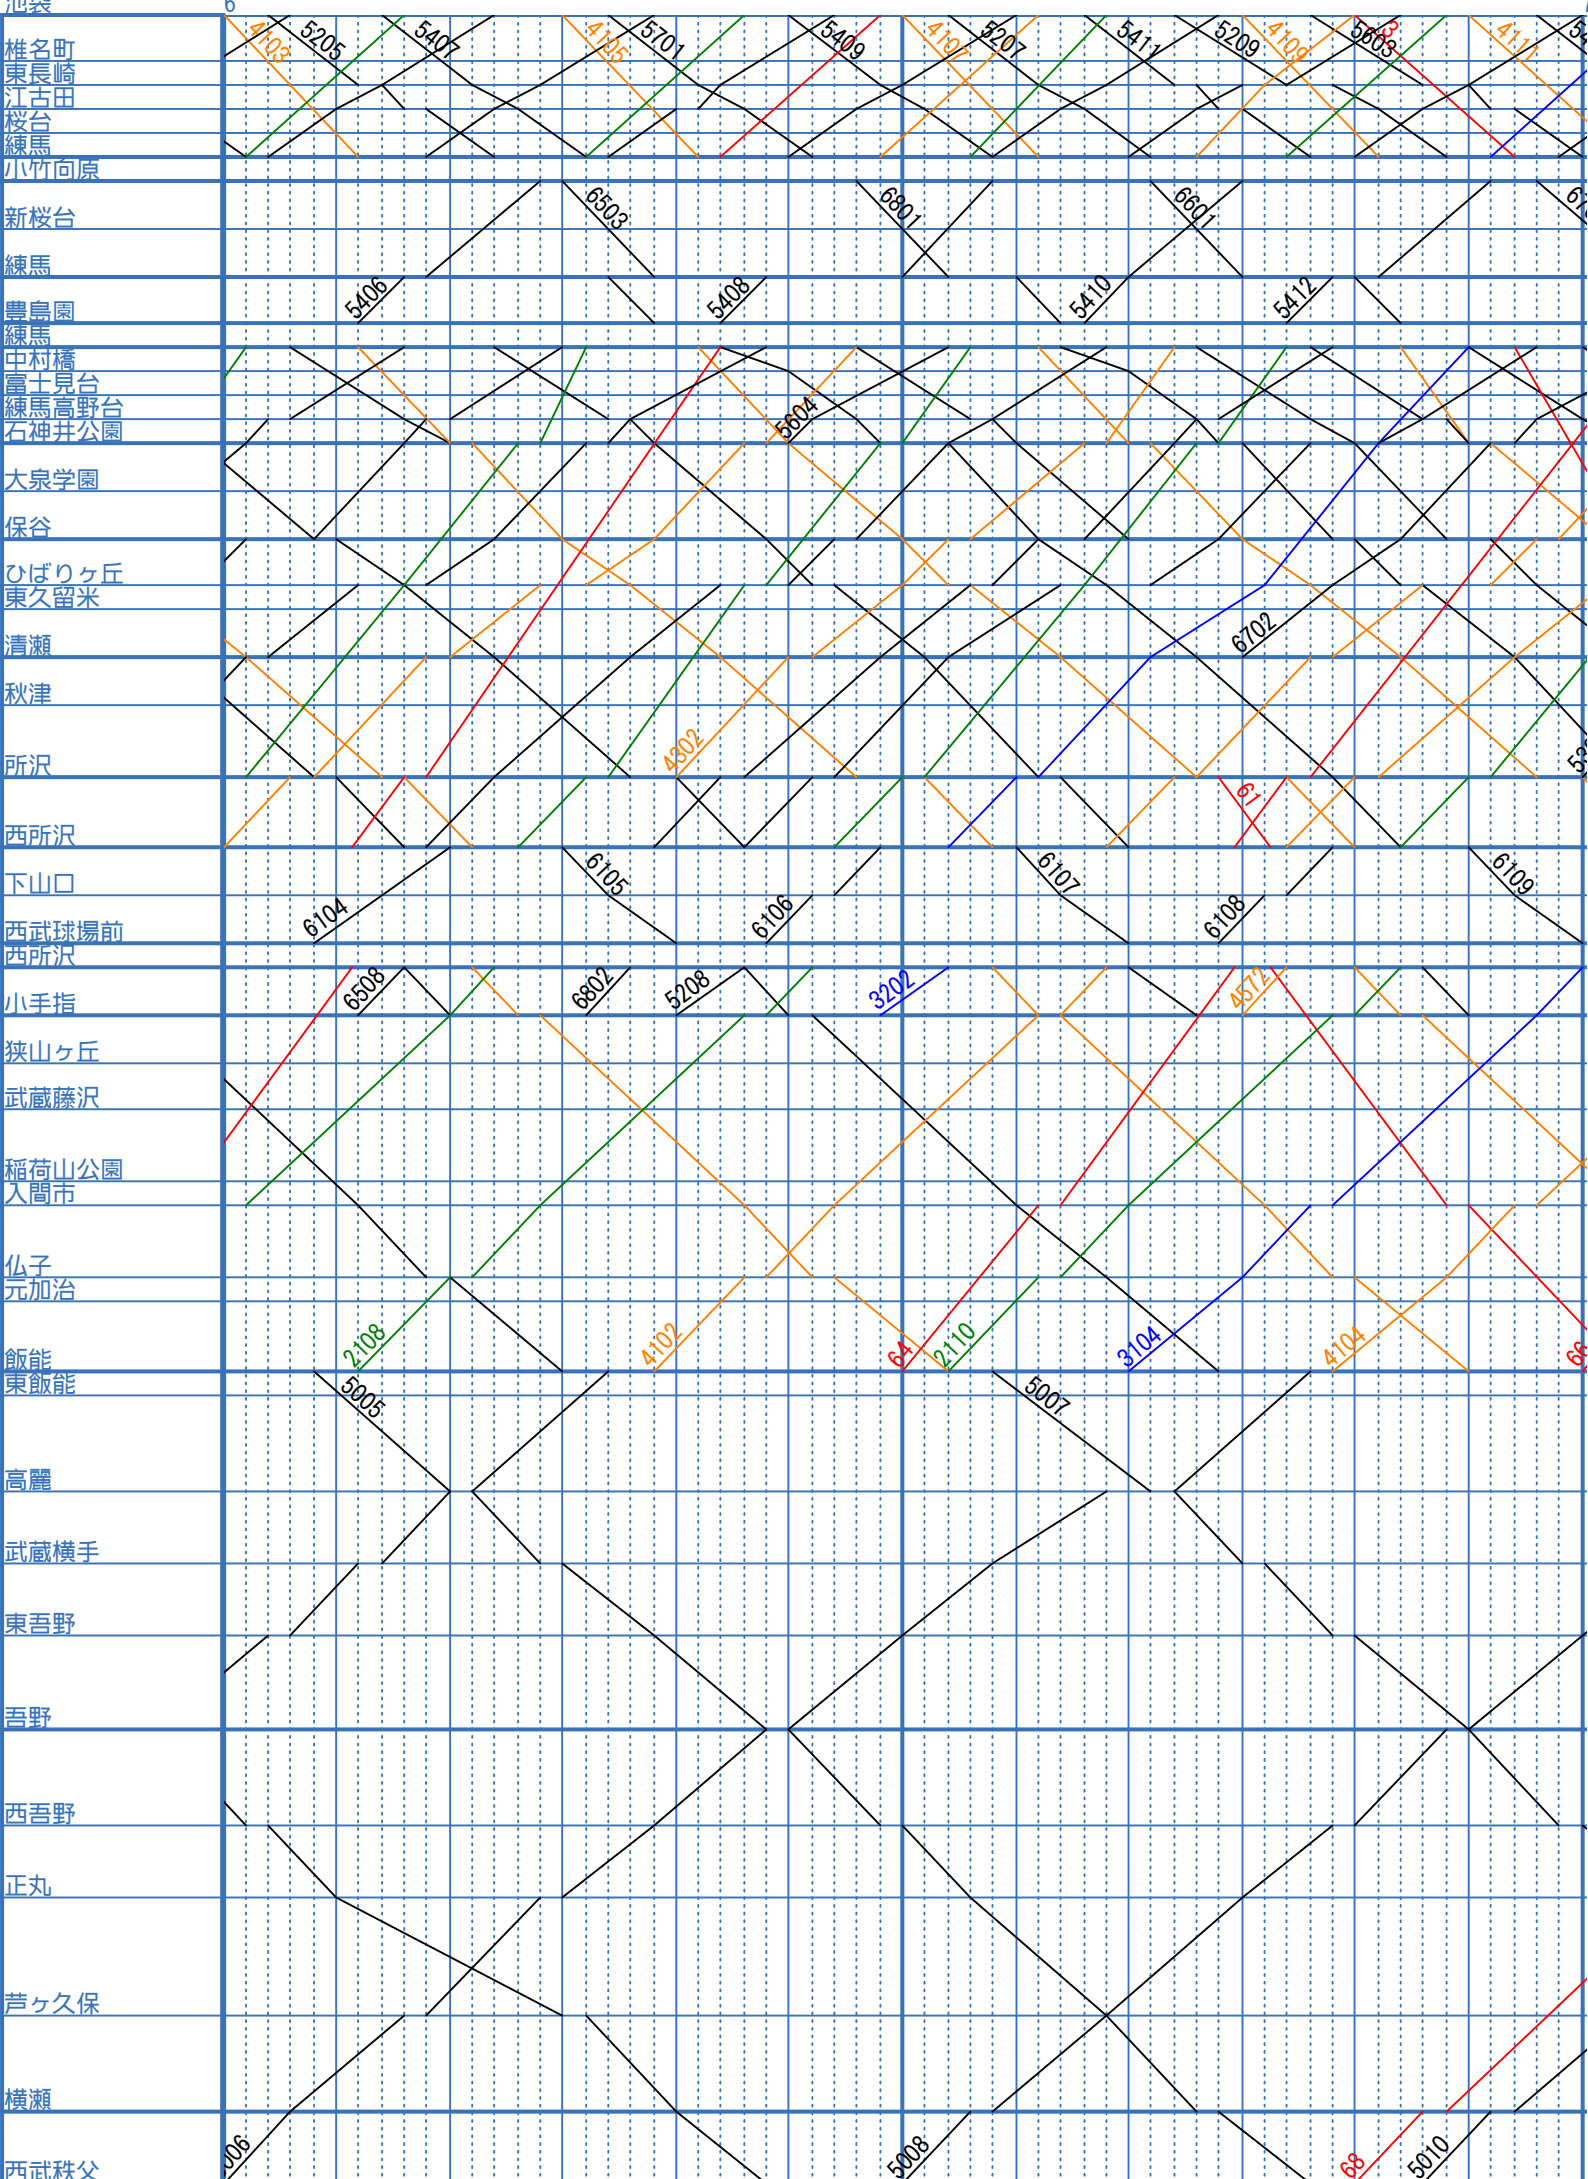 池袋
6
4103 5205 5407 4105 5701 5409 4107 5207 5411 5209 4109 5603 3 4111
椎名町
東長崎
江古田
桜台
練馬
小竹向原
6503 6801 6601
新桜台
練馬
5406 5408 5410 5412
豊島園
練馬
中村橋
富士見台
練馬高野台
5604
石神井公園
大泉学園
保谷
ひばりヶ丘
東久留米
6702
清瀬
秋津
4302
所沢
61
西所沢
6105 6107 6109
下山口
6104 6106 6108
西武球場前
西所沢
6508 6802 5208 3202 4572
小手指
狭山ヶ丘
武蔵藤沢
稲荷山公園
入間市
仏子
元加治
2108 4102 64 2110 3104 4104 66
飯能
東飯能
5005 5007
高麗
武蔵横手
東吾野
吾野
西吾野
正丸
芦ヶ久保
横瀬
5008 68 5010
西武秩父